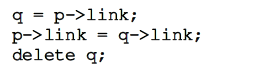 q = p->link;
p->link = q->link;
delete q;